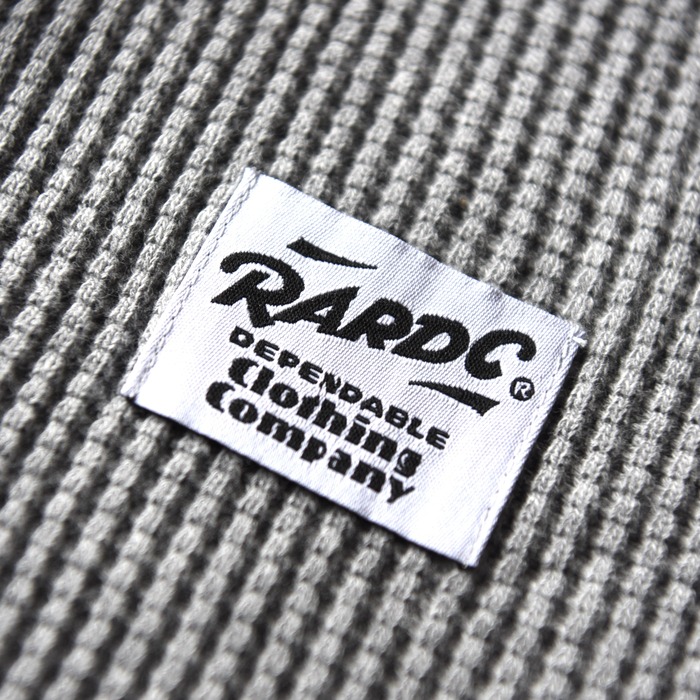 RARDC®
DEPENDABLE
Clothing
Company